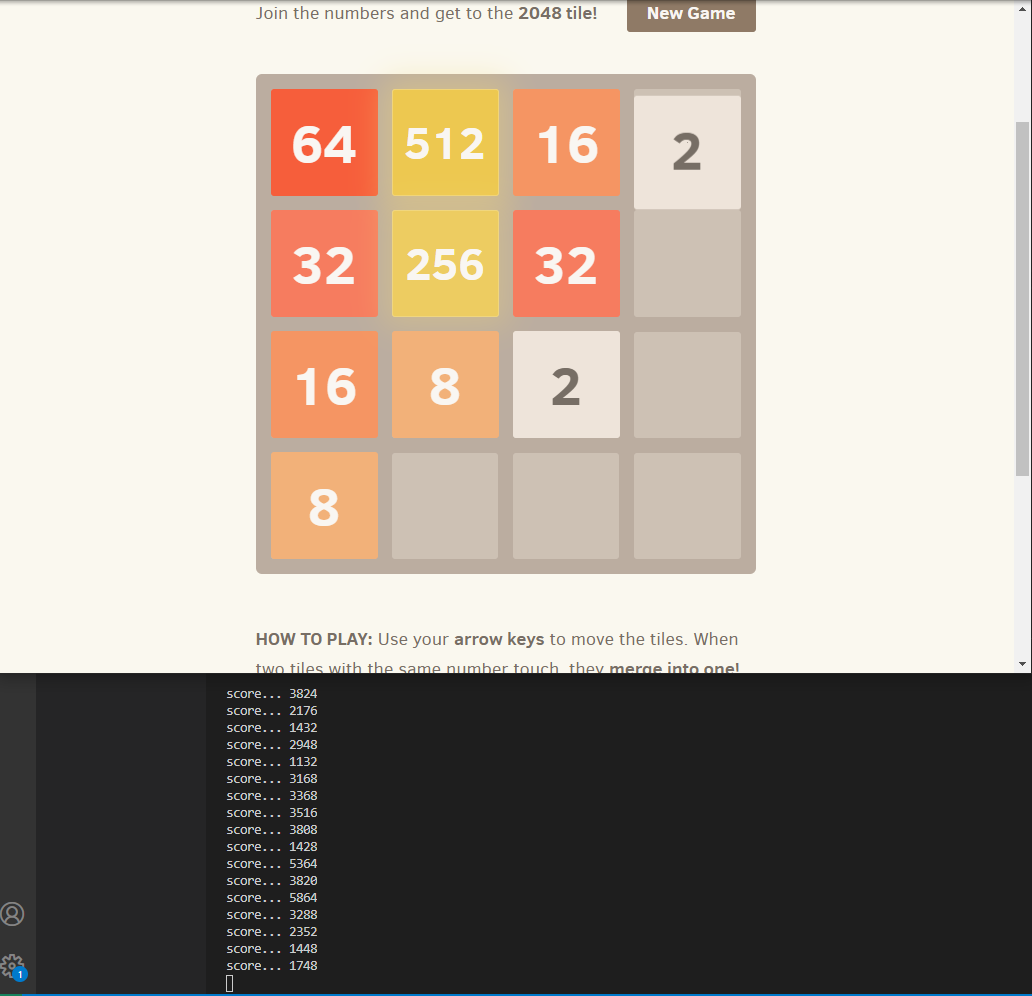 Join the numbers and get to the 2048 tile!
New Game
64 512 16 2
32 256 32
16 8 2
8
HOW TO PLAY: Use your arrow keys to move the tiles. When
two tiles with the same number touch, they merge into one!
score... 3824
score... 2176
score... 1432
score... 2948
score... 1132
score... 3168
score... 3368
score... 3516
score... 3808
score... 1428
score... 5364
score... 3820
score... 5864
score... 3288
score... 2352
score... 1448
score... 1748
1